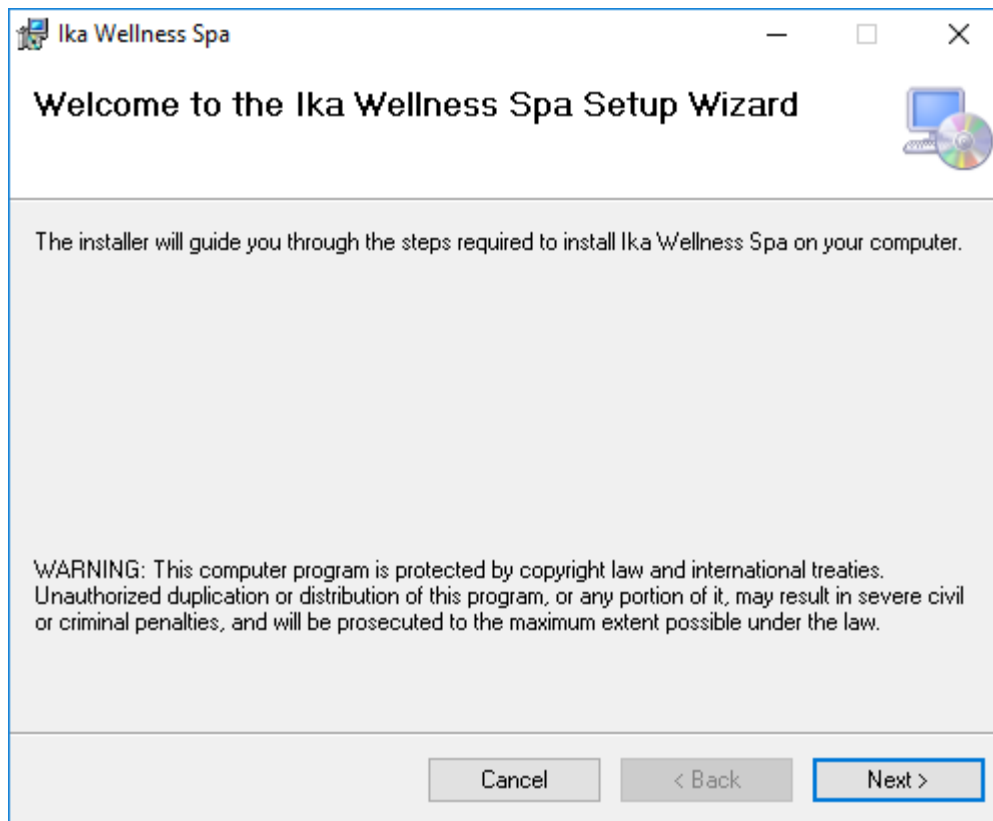 Ika Wellness Spa
Welcome to the Ika Wellness Spa Setup Wizard
The installer will guide you through the steps required to install Ika Wellness Spa on your computer.
WARNING: This computer program is protected by copyright law and international treaties.
Unauthorized duplication or distribution of this program, or any portion of it, may result in severe civil
or criminal penalties, and will be prosecuted to the maximum extent possible under the law.
Cancel
< Back
Next >